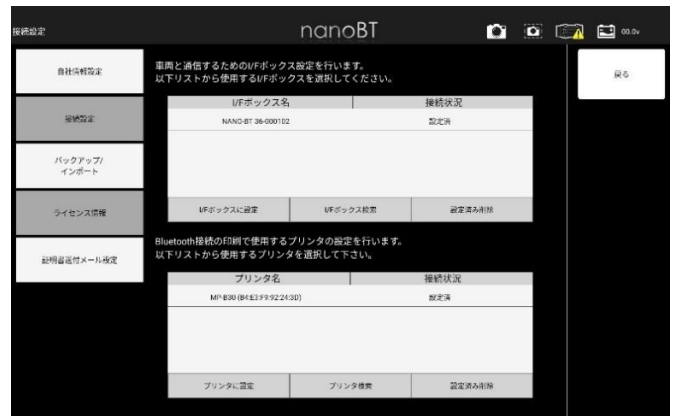 接続設定
nanoBT
00.0v
自社情報設定
接続設定
バックアップ/
インポート
ライセンス情報
証明書送付メール設定
車両と通信するためのI/Fボックス設定を行います。
以下リストから使用するI/Fボックスを選択してください。
I/Fボックス名 接続状況
NANO-BT 36-000102 設定済
I/Fボックスに設定 I/Fボックス検索 設定済み削除
Bluetooth接続の印刷で使用するプリンタの設定を行います。
以下リストから使用するプリンタを選択して下さい。
プリンタ名 接続状況
MP-B30 (B4:E3:F9:92:24:3D) 設定済
プリンタに設定 プリンタ検索 設定済み削除
戻る